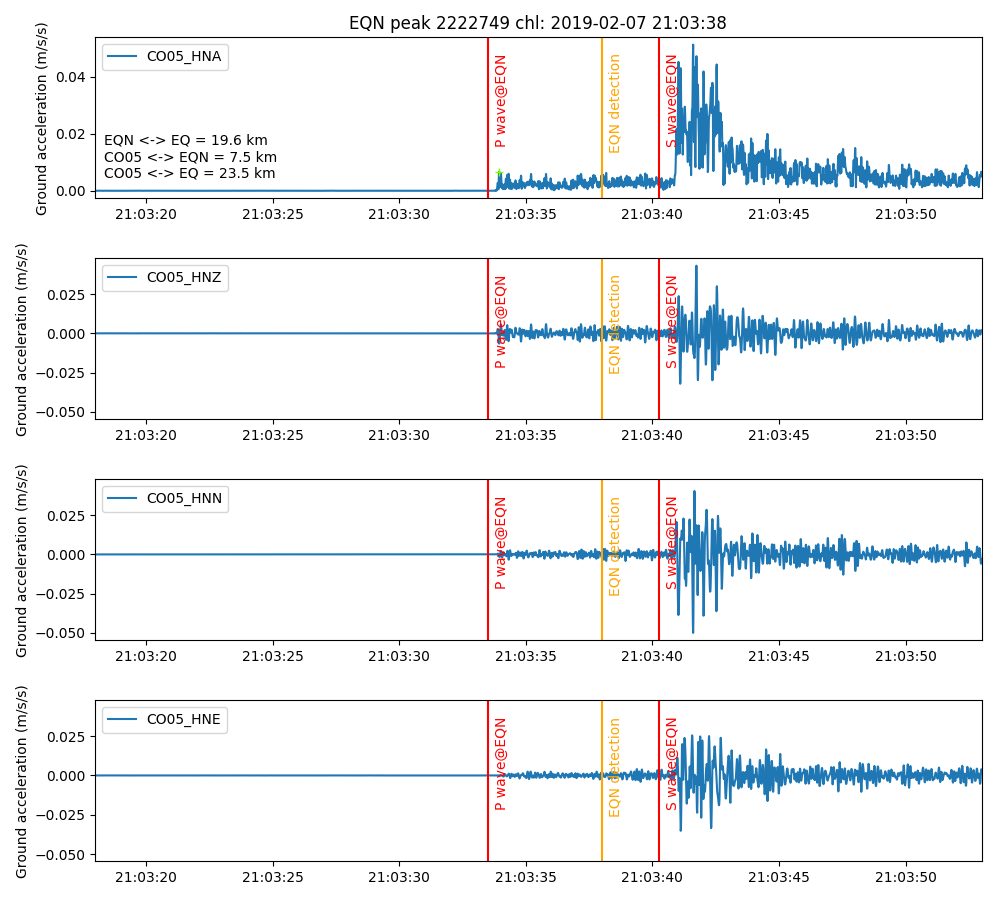 EQN peak 2222749 chl: 2019-02-07 21:03:38
Ground acceleration (m/s/s)
CO05_HNA
0.04
0.02
0.00
P wave@EQN
EQN detection
S wave@EQN
EQN <-> EQ = 19.6 km
CO05 <-> EQN = 7.5 km
CO05 <-> EQ = 23.5 km
21:03:20 21:03:25 21:03:30 21:03:35 21:03:40 21:03:45 21:03:50
Ground acceleration (m/s/s)
CO05_HNZ
0.025
0.000
−0.025
−0.050
P wave@EQN
EQN detection
S wave@EQN
21:03:20 21:03:25 21:03:30 21:03:35 21:03:40 21:03:45 21:03:50
Ground acceleration (m/s/s)
CO05_HNN
0.025
0.000
−0.025
−0.050
P wave@EQN
EQN detection
S wave@EQN
21:03:20 21:03:25 21:03:30 21:03:35 21:03:40 21:03:45 21:03:50
Ground acceleration (m/s/s)
CO05_HNE
0.025
0.000
−0.025
−0.050
P wave@EQN
EQN detection
S wave@EQN
21:03:20 21:03:25 21:03:30 21:03:35 21:03:40 21:03:45 21:03:50